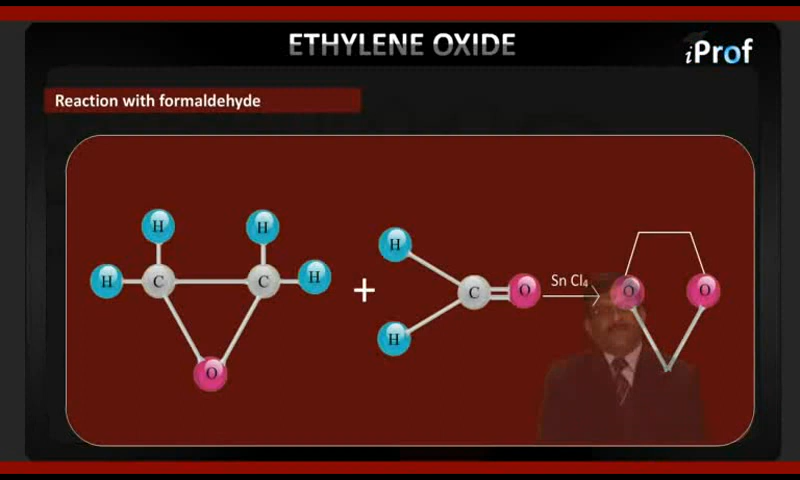 ETHYLENE OXIDE
iProf
Reaction with formaldehyde
H H
H C C H
O
+
H
C O
H
Sn Cl₄
O O